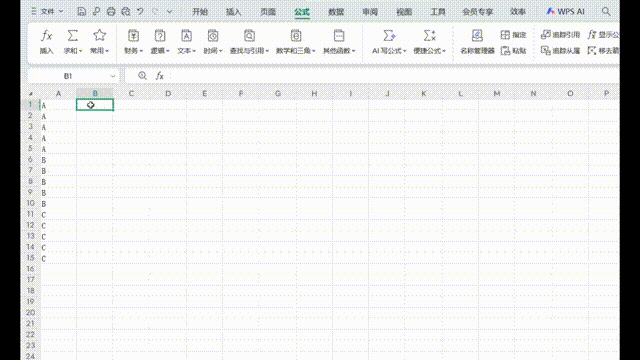 文件 开始 插入 页面 公式 数据 审阅 视图 工具 会员专享 效率 WPS AI
fx 插入 求和 常用 财务 逻辑 文本 时间 查找与引用 数学和三角 其他函数 AI 写公式 便捷公式 名称管理器 指定 粘贴 追踪引用 追踪从属 显示公 移去箭
B1 fx
A B C D E F G H I J K L M N O P
1 A
2 A
3 A
4 A
5 A
6 B
7 B
8 B
9 B
10 B
11 C
12 C
13 C
14 C
15 C
16
17
18
19
20
21
22
23
24